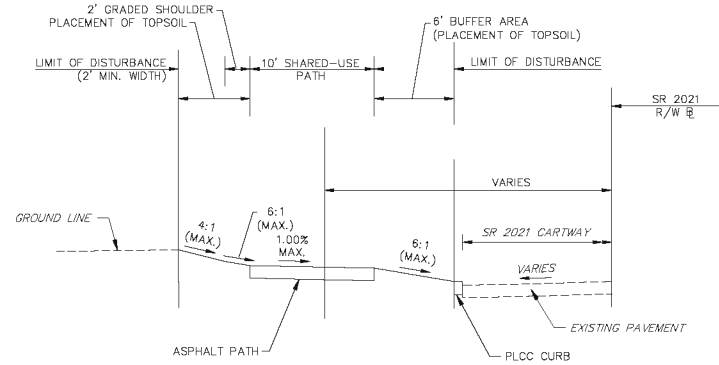 2' GRADED SHOULDER
PLACEMENT OF TOPSOIL
6' BUFFER AREA
(PLACEMENT OF TOPSOIL)
LIMIT OF DISTURBANCE
(2' MIN. WIDTH)
10' SHARED-USE
PATH
LIMIT OF DISTURBANCE
SR 2021
R/W ℄
VARIES
GROUND LINE
4:1
(MAX.)
6:1
(MAX.)
1.00%
MAX.
6:1
(MAX.)
SR 2021 CARTWAY
VARIES
EXISTING PAVEMENT
ASPHALT PATH
PLCC CURB